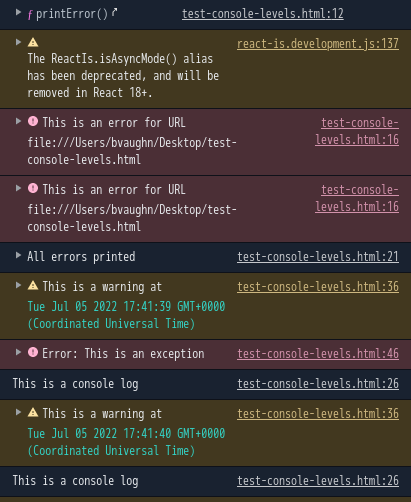 ƒ printError() test-console-levels.html:12
react-is.development.js:137
The ReactIs.isAsyncMode() alias
has been deprecated, and will be
removed in React 18+.
This is an error for URL test-console-
levels.html:16
file:///Users/bvaughn/Desktop/test-
console-levels.html
This is an error for URL test-console-
levels.html:16
file:///Users/bvaughn/Desktop/test-
console-levels.html
All errors printed test-console-levels.html:21
This is a warning at test-console-levels.html:36
Tue Jul 05 2022 17:41:39 GMT+0000
(Coordinated Universal Time)
Error: This is an exception test-console-levels.html:46
This is a console log test-console-levels.html:26
This is a warning at test-console-levels.html:36
Tue Jul 05 2022 17:41:40 GMT+0000
(Coordinated Universal Time)
This is a console log test-console-levels.html:26